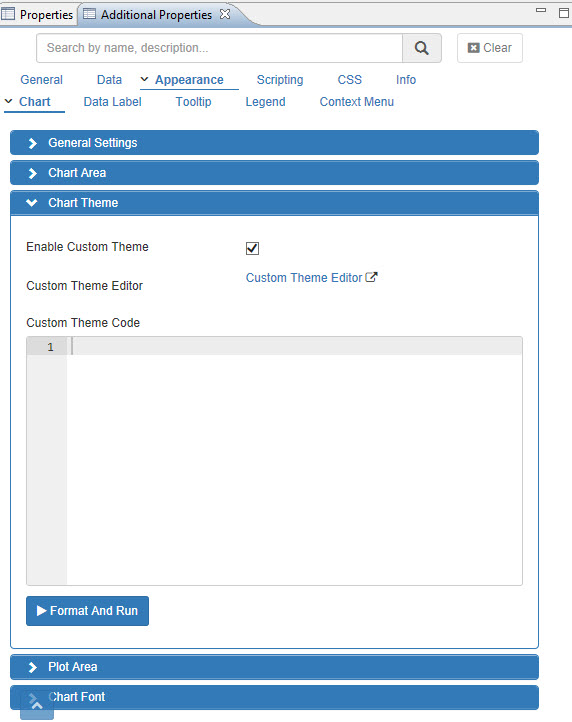 Properties Additional Properties
Search by name, description... Clear
General Data Appearance Scripting CSS Info
Chart Data Label Tooltip Legend Context Menu
General Settings
Chart Area
Chart Theme
Enable Custom Theme
Custom Theme Editor Custom Theme Editor
Custom Theme Code
1
Format And Run
Plot Area
Chart Font